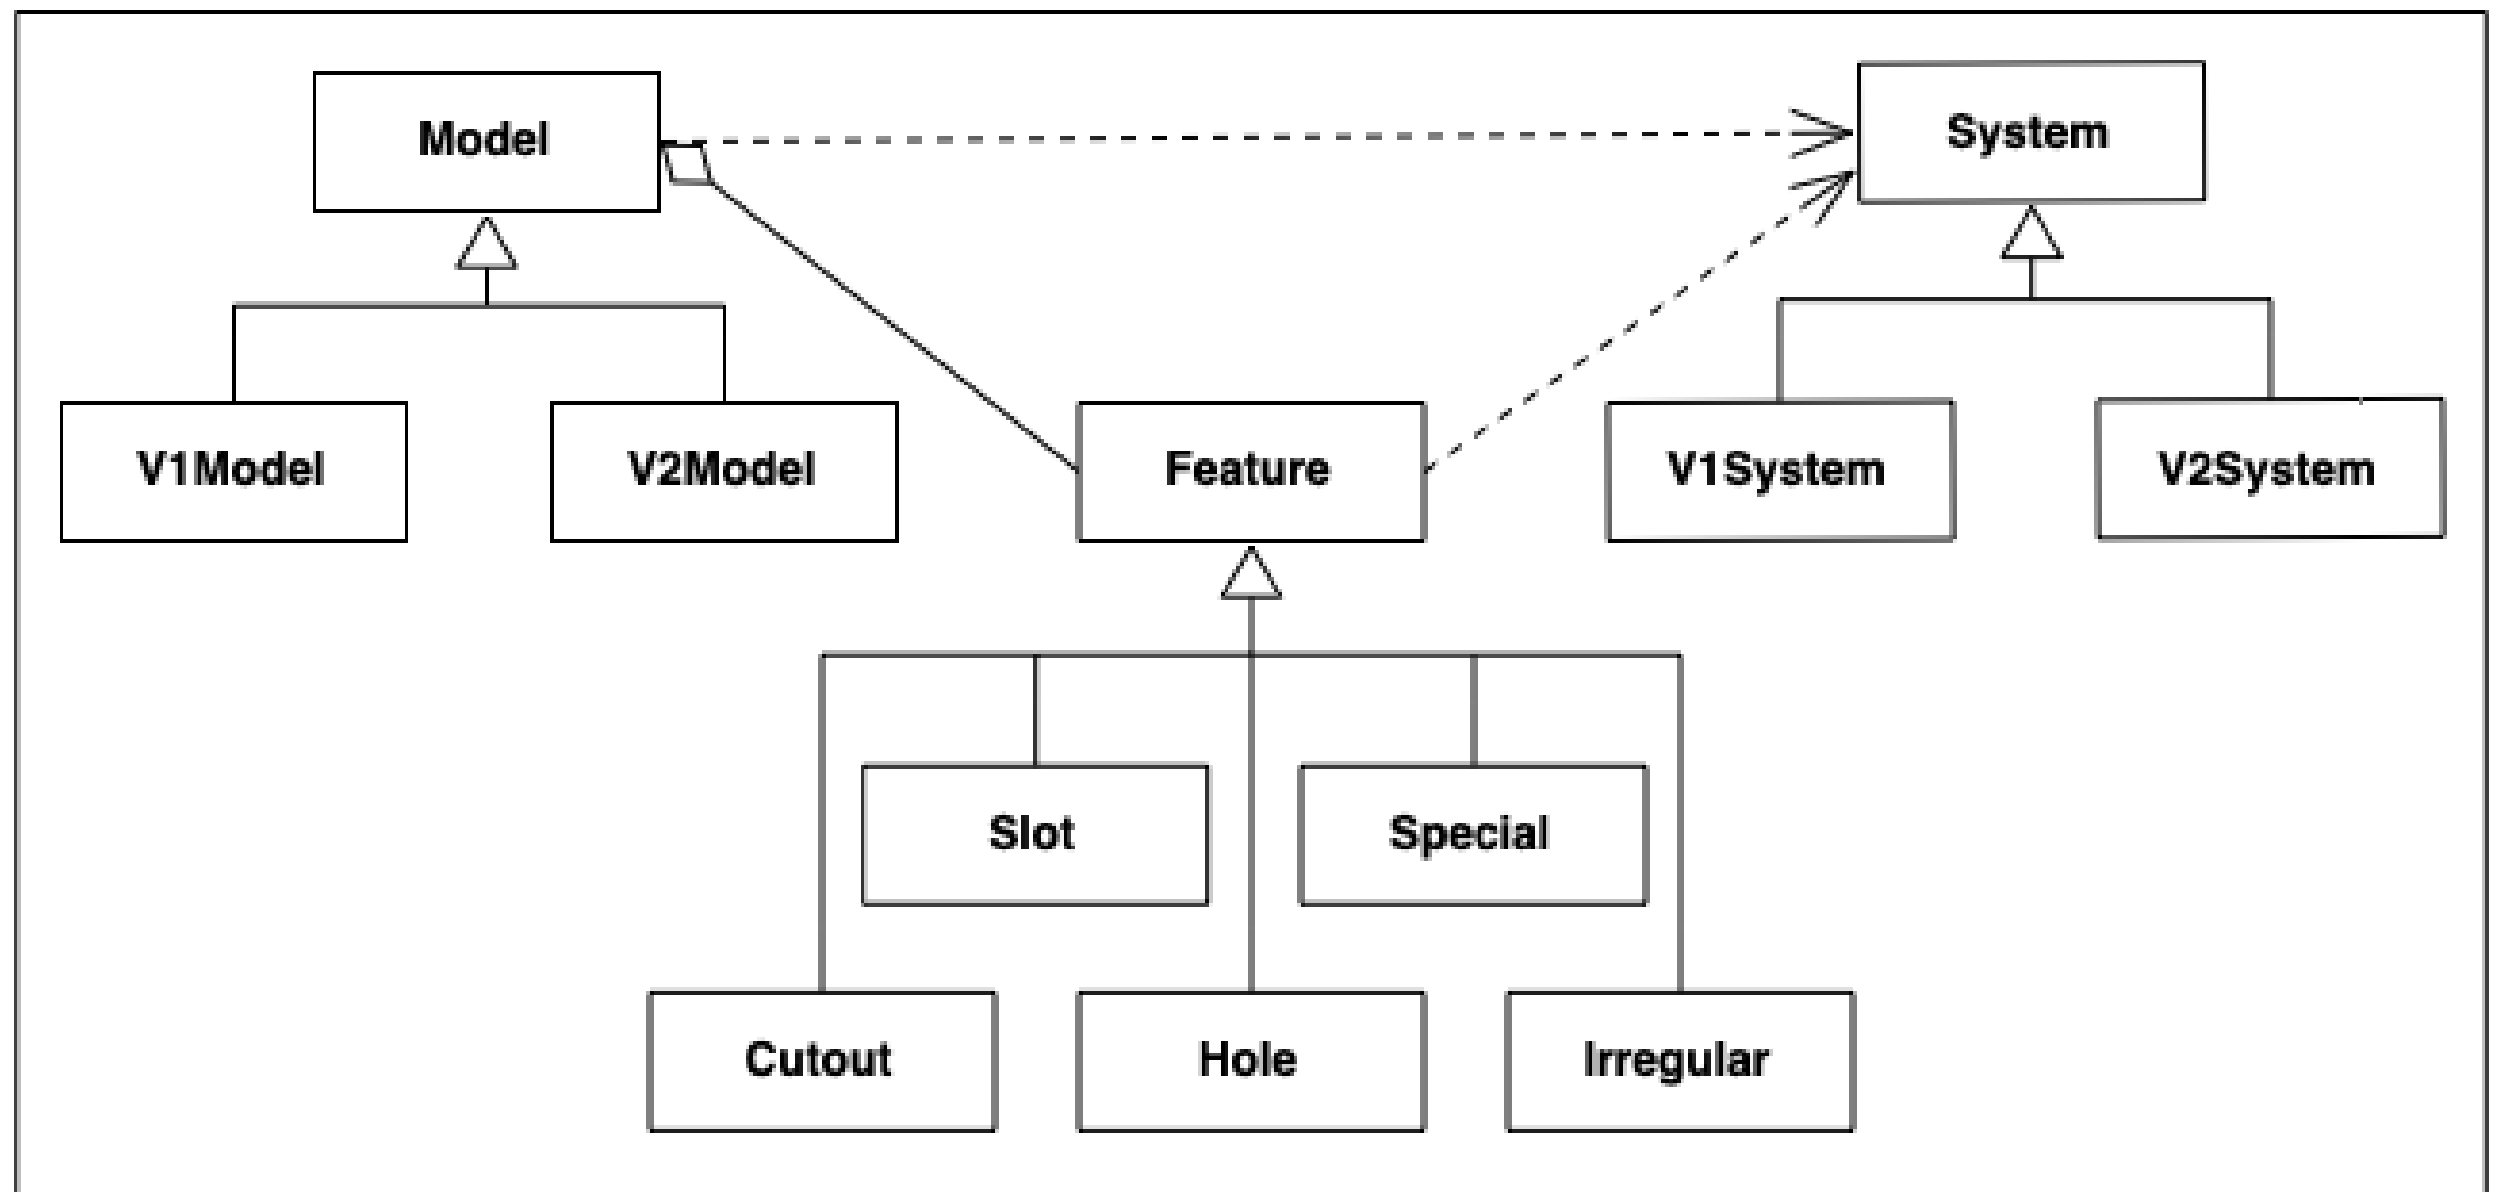 Model
System
V1Model
V2Model
Feature
V1System
V2System
Slot
Special
Cutout
Hole
Irregular